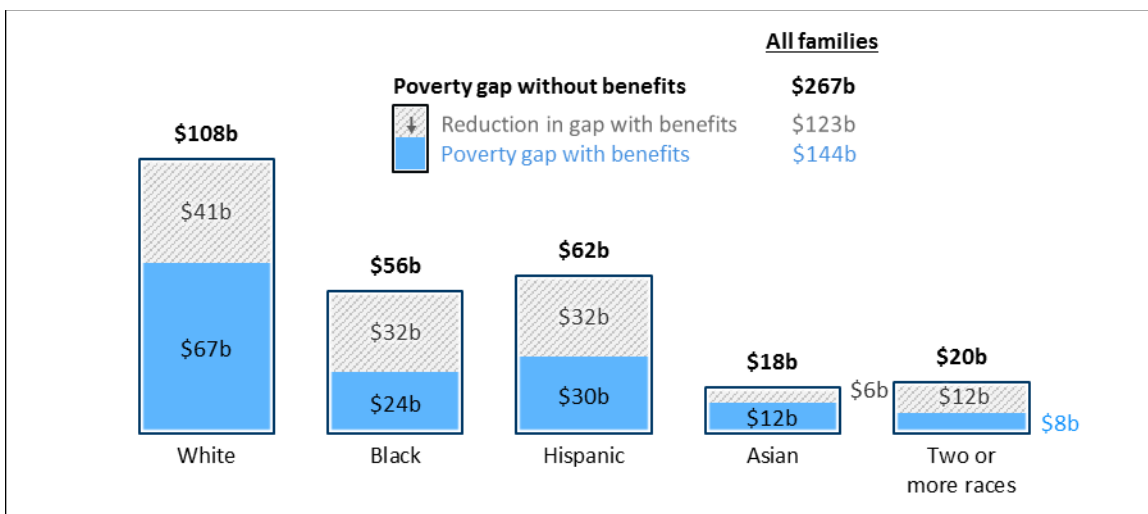 All families
Poverty gap without benefits $267b
Reduction in gap with benefits $123b
Poverty gap with benefits $144b
$108b
$41b
$67b
$56b
$32b
$24b
$62b
$32b
$30b
$18b
$6b
$12b
$20b
$12b
$8b
White
Black
Hispanic
Asian
Two or
more races